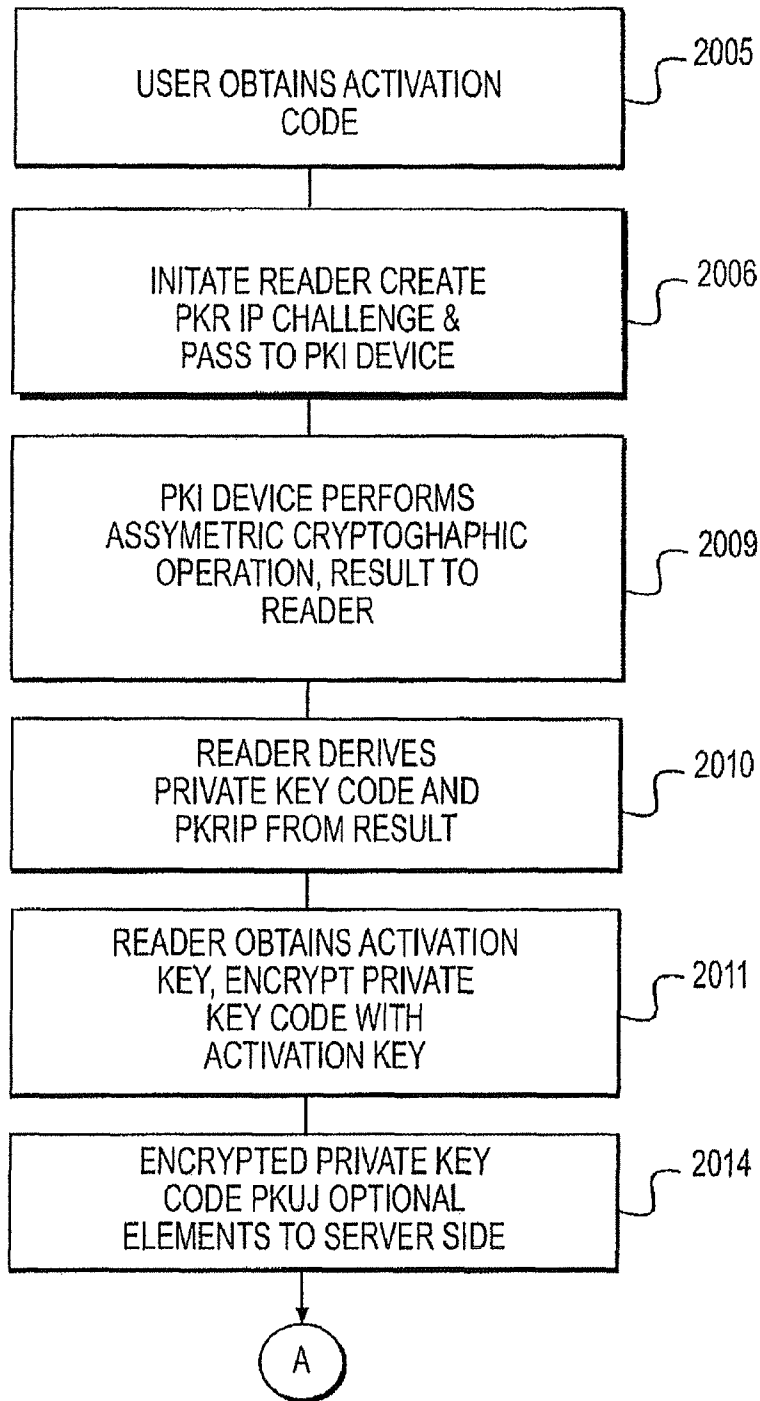 USER OBTAINS ACTIVATION
CODE
2005
INITATE READER CREATE
PKR IP CHALLENGE &
PASS TO PKI DEVICE
2006
PKI DEVICE PERFORMS
ASSYMETRIC CRYPTOGHAPHIC
OPERATION, RESULT TO
READER
2009
READER DERIVES
PRIVATE KEY CODE AND
PKRIP FROM RESULT
2010
READER OBTAINS ACTIVATION
KEY, ENCRYPT PRIVATE
KEY CODE WITH
ACTIVATION KEY
2011
ENCRYPTED PRIVATE KEY
CODE PKUJ OPTIONAL
ELEMENTS TO SERVER SIDE
2014
A